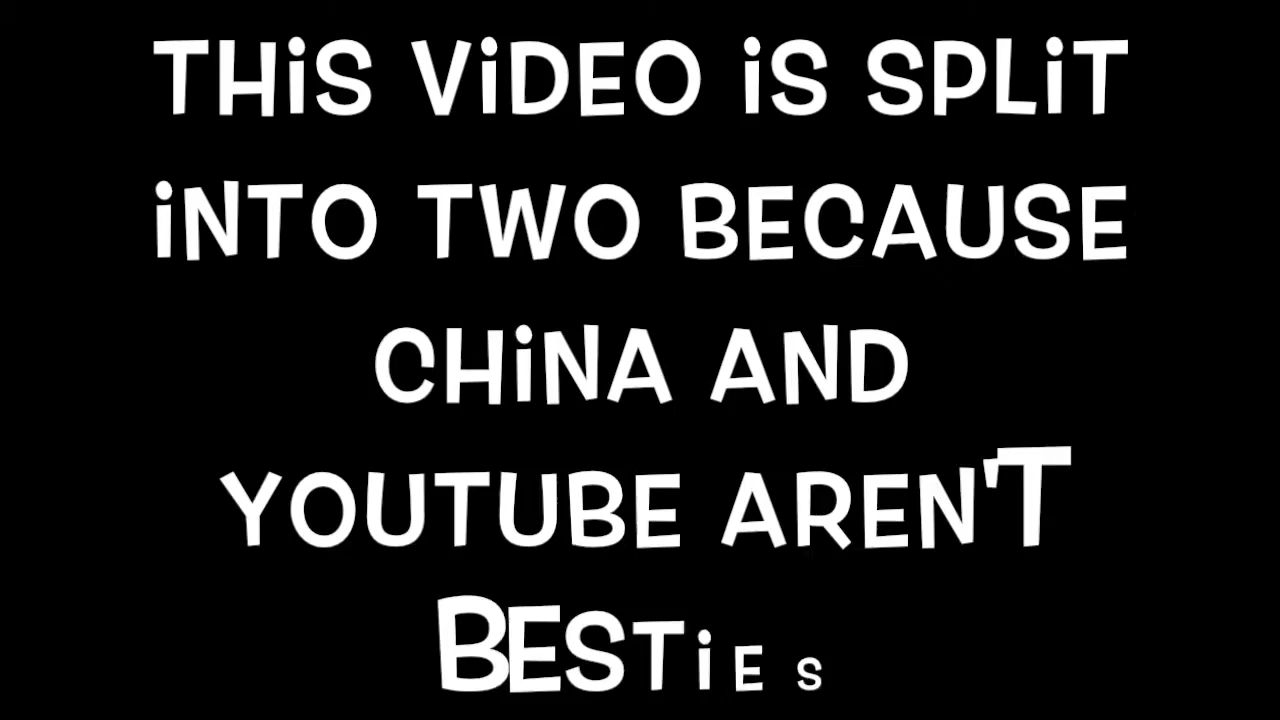 THiS ViDEO iS SPLiT
iNTO TWO BECAUSE
CHiNA AND
YOUTUBE AREN'T
BESTiES